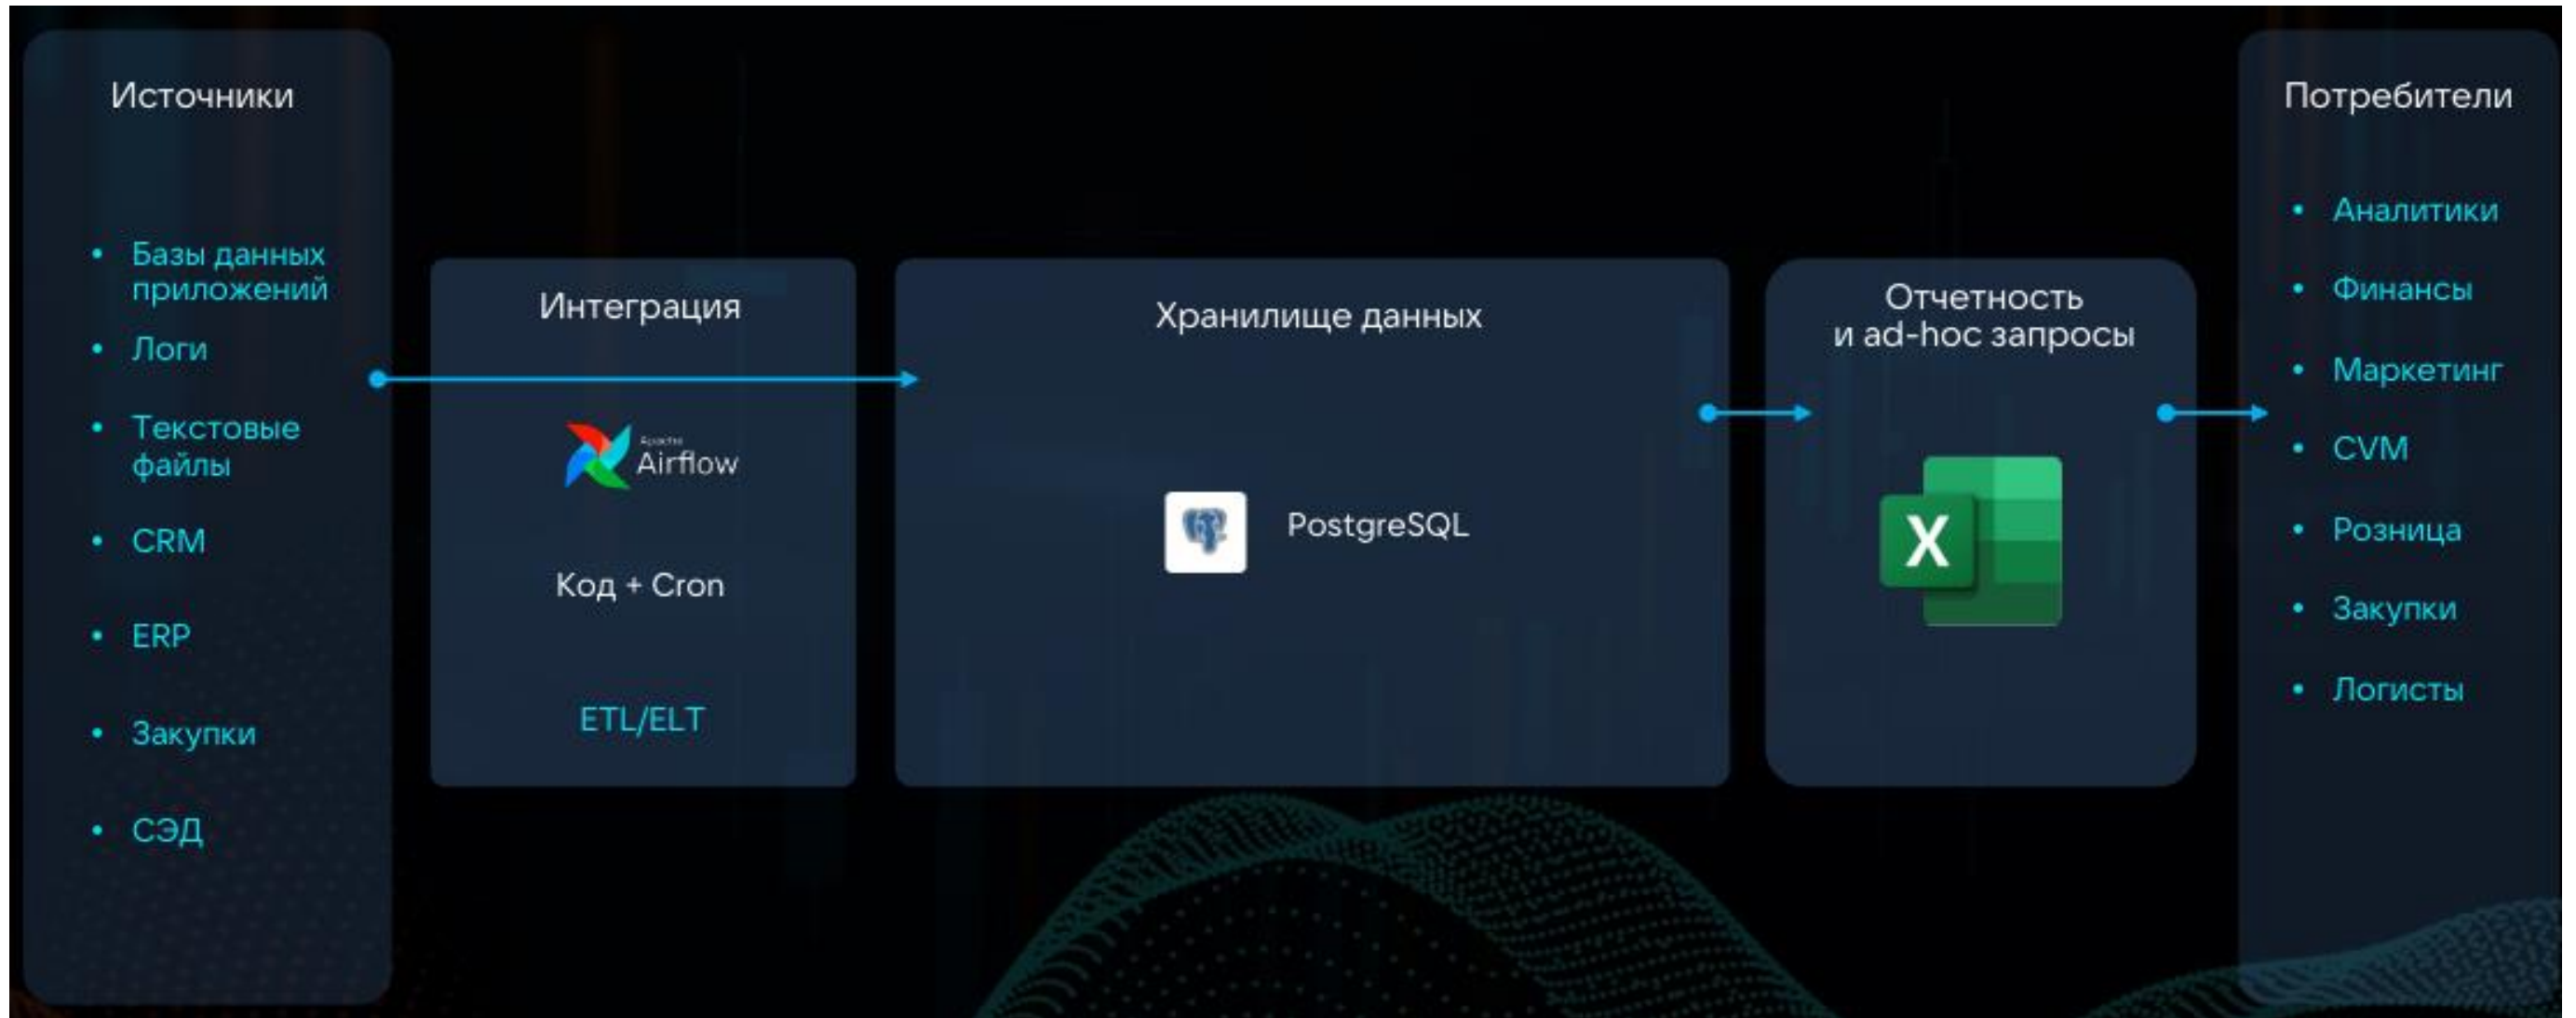 Источники
• Базы данных
приложений
• Логи
• Текстовые
файлы
• CRM
• ERP
• Закупки
• СЭД
Интеграция
Apache
Airflow
Код + Cron
ETL/ELT
Хранилище данных
PostgreSQL
Отчетность
и ad-hoc запросы
X
Потребители
• Аналитики
• Финансы
• Маркетинг
• CVM
• Розница
• Закупки
• Логисты